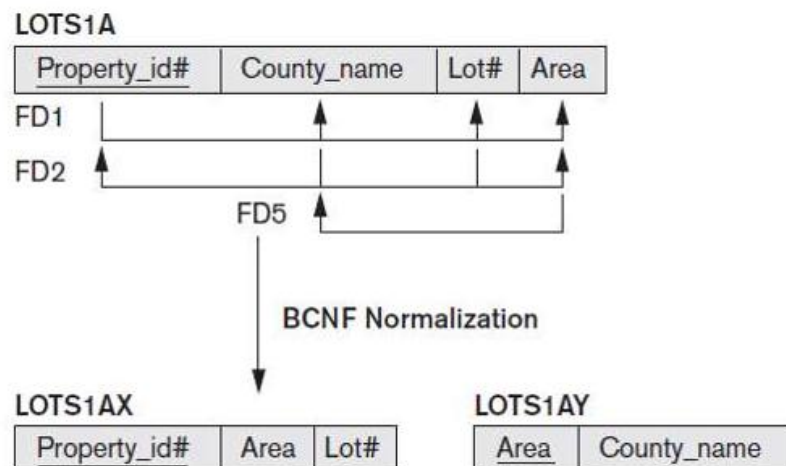 LOTS1A
Property_id# County_name Lot# Area
FD1
FD2
FD5
BCNF Normalization
LOTS1AX
Property_id# Area Lot#
LOTS1AY
Area County_name